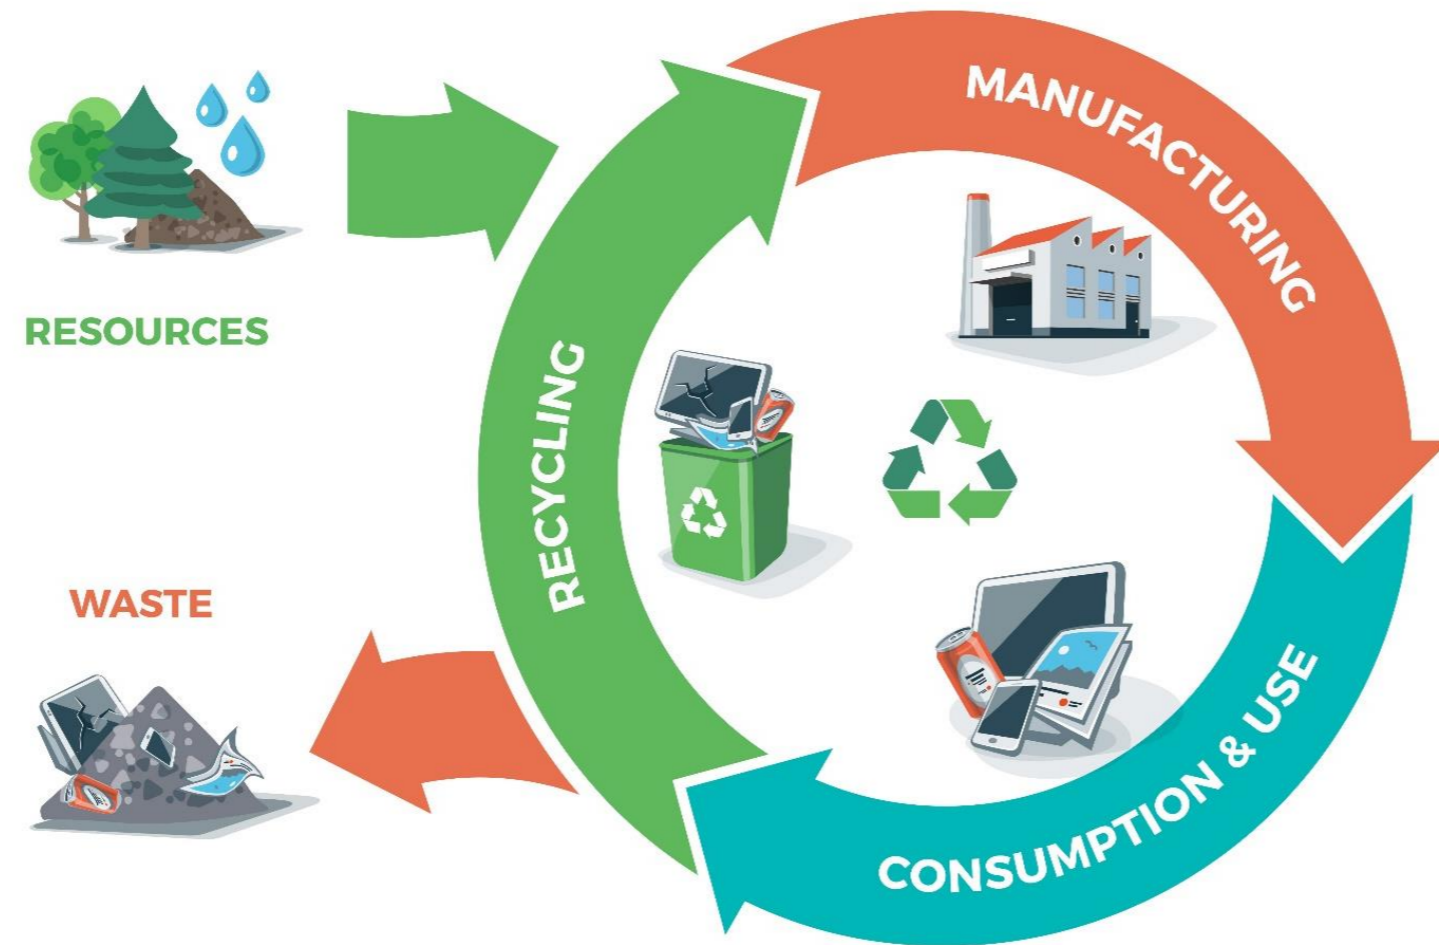 RESOURCES
MANUFACTURING
RECYCLING
WASTE
CONSUMPTION & USE